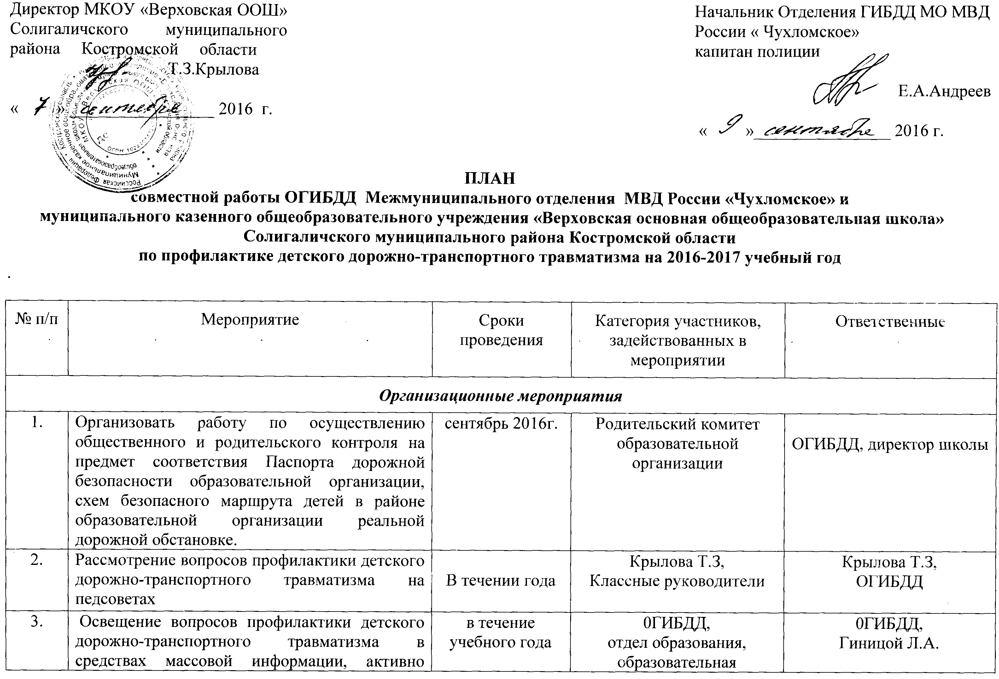 Директор МКОУ «Верховская ООШ»
Солигаличского муниципального
района Костромской области
Т.З.Крылова
« 7 » сентября 2016 г.
Начальник Отделения ГИБДД МО МВД
России « Чухломское»
капитан полиции
Е.А.Андреев
« 9 » сентября 2016 г.
ПЛАН
совместной работы ОГИБДД Межмуниципального отделения МВД России «Чухломское» и
муниципального казенного общеобразовательного учреждения «Верховская основная общеобразовательная школа»
Солигаличского муниципального района Костромской области
по профилактике детского дорожно-транспортного травматизма на 2016-2017 учебный год
№ п/п
Мероприятие
Сроки
проведения
Категория участников,
задействованных в
мероприятии
Ответственные
Организационные мероприятия
1.
Организовать работу по осуществлению
общественного и родительского контроля на
предмет соответствия Паспорта дорожной
безопасности образовательной организации,
схем безопасного маршрута детей в районе
образовательной организации реальной
дорожной обстановке.
сентябрь 2016г.
Родительский комитет
образовательной
организации
ОГИБДД, директор школы
2.
Рассмотрение вопросов профилактики детского
дорожно-транспортного травматизма на
педсоветах
В течении года
Крылова Т.З,
Классные руководители
Крылова Т.З,
ОГИБДД
3.
Освещение вопросов профилактики детского
дорожно-транспортного травматизма в
средствах массовой информации, активно
в течение
учебного года
0ГИБДД,
отдел образования,
образовательная
0ГИБДД,
Гиницой Л.А.